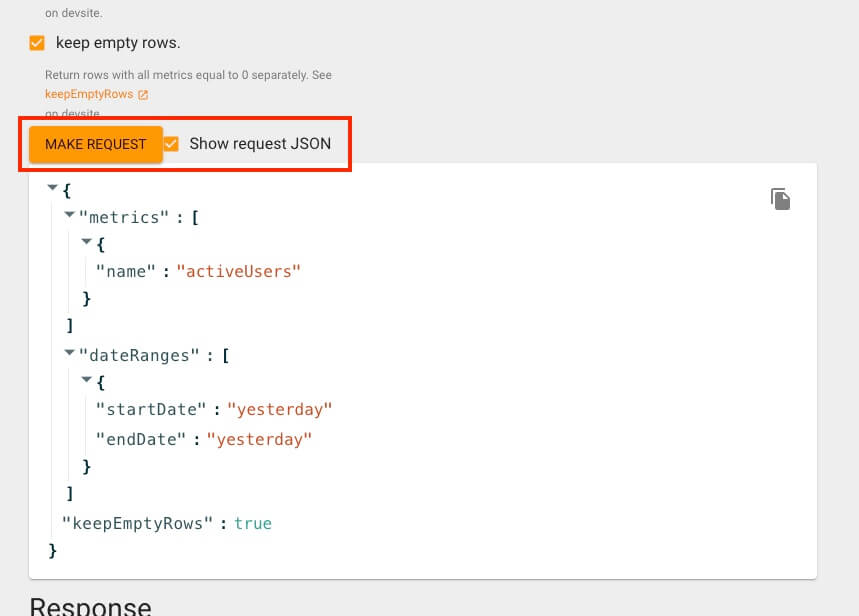 on devsite.
keep empty rows.
Return rows with all metrics equal to 0 separately. See
keepEmptyRows
on devsite.
MAKE REQUEST Show request JSON
{
"metrics" : [
{
"name" : "activeUsers"
}
]
"dateRanges" : [
{
"startDate" : "yesterday"
"endDate" : "yesterday"
}
]
"keepEmptyRows" : true
}
Response